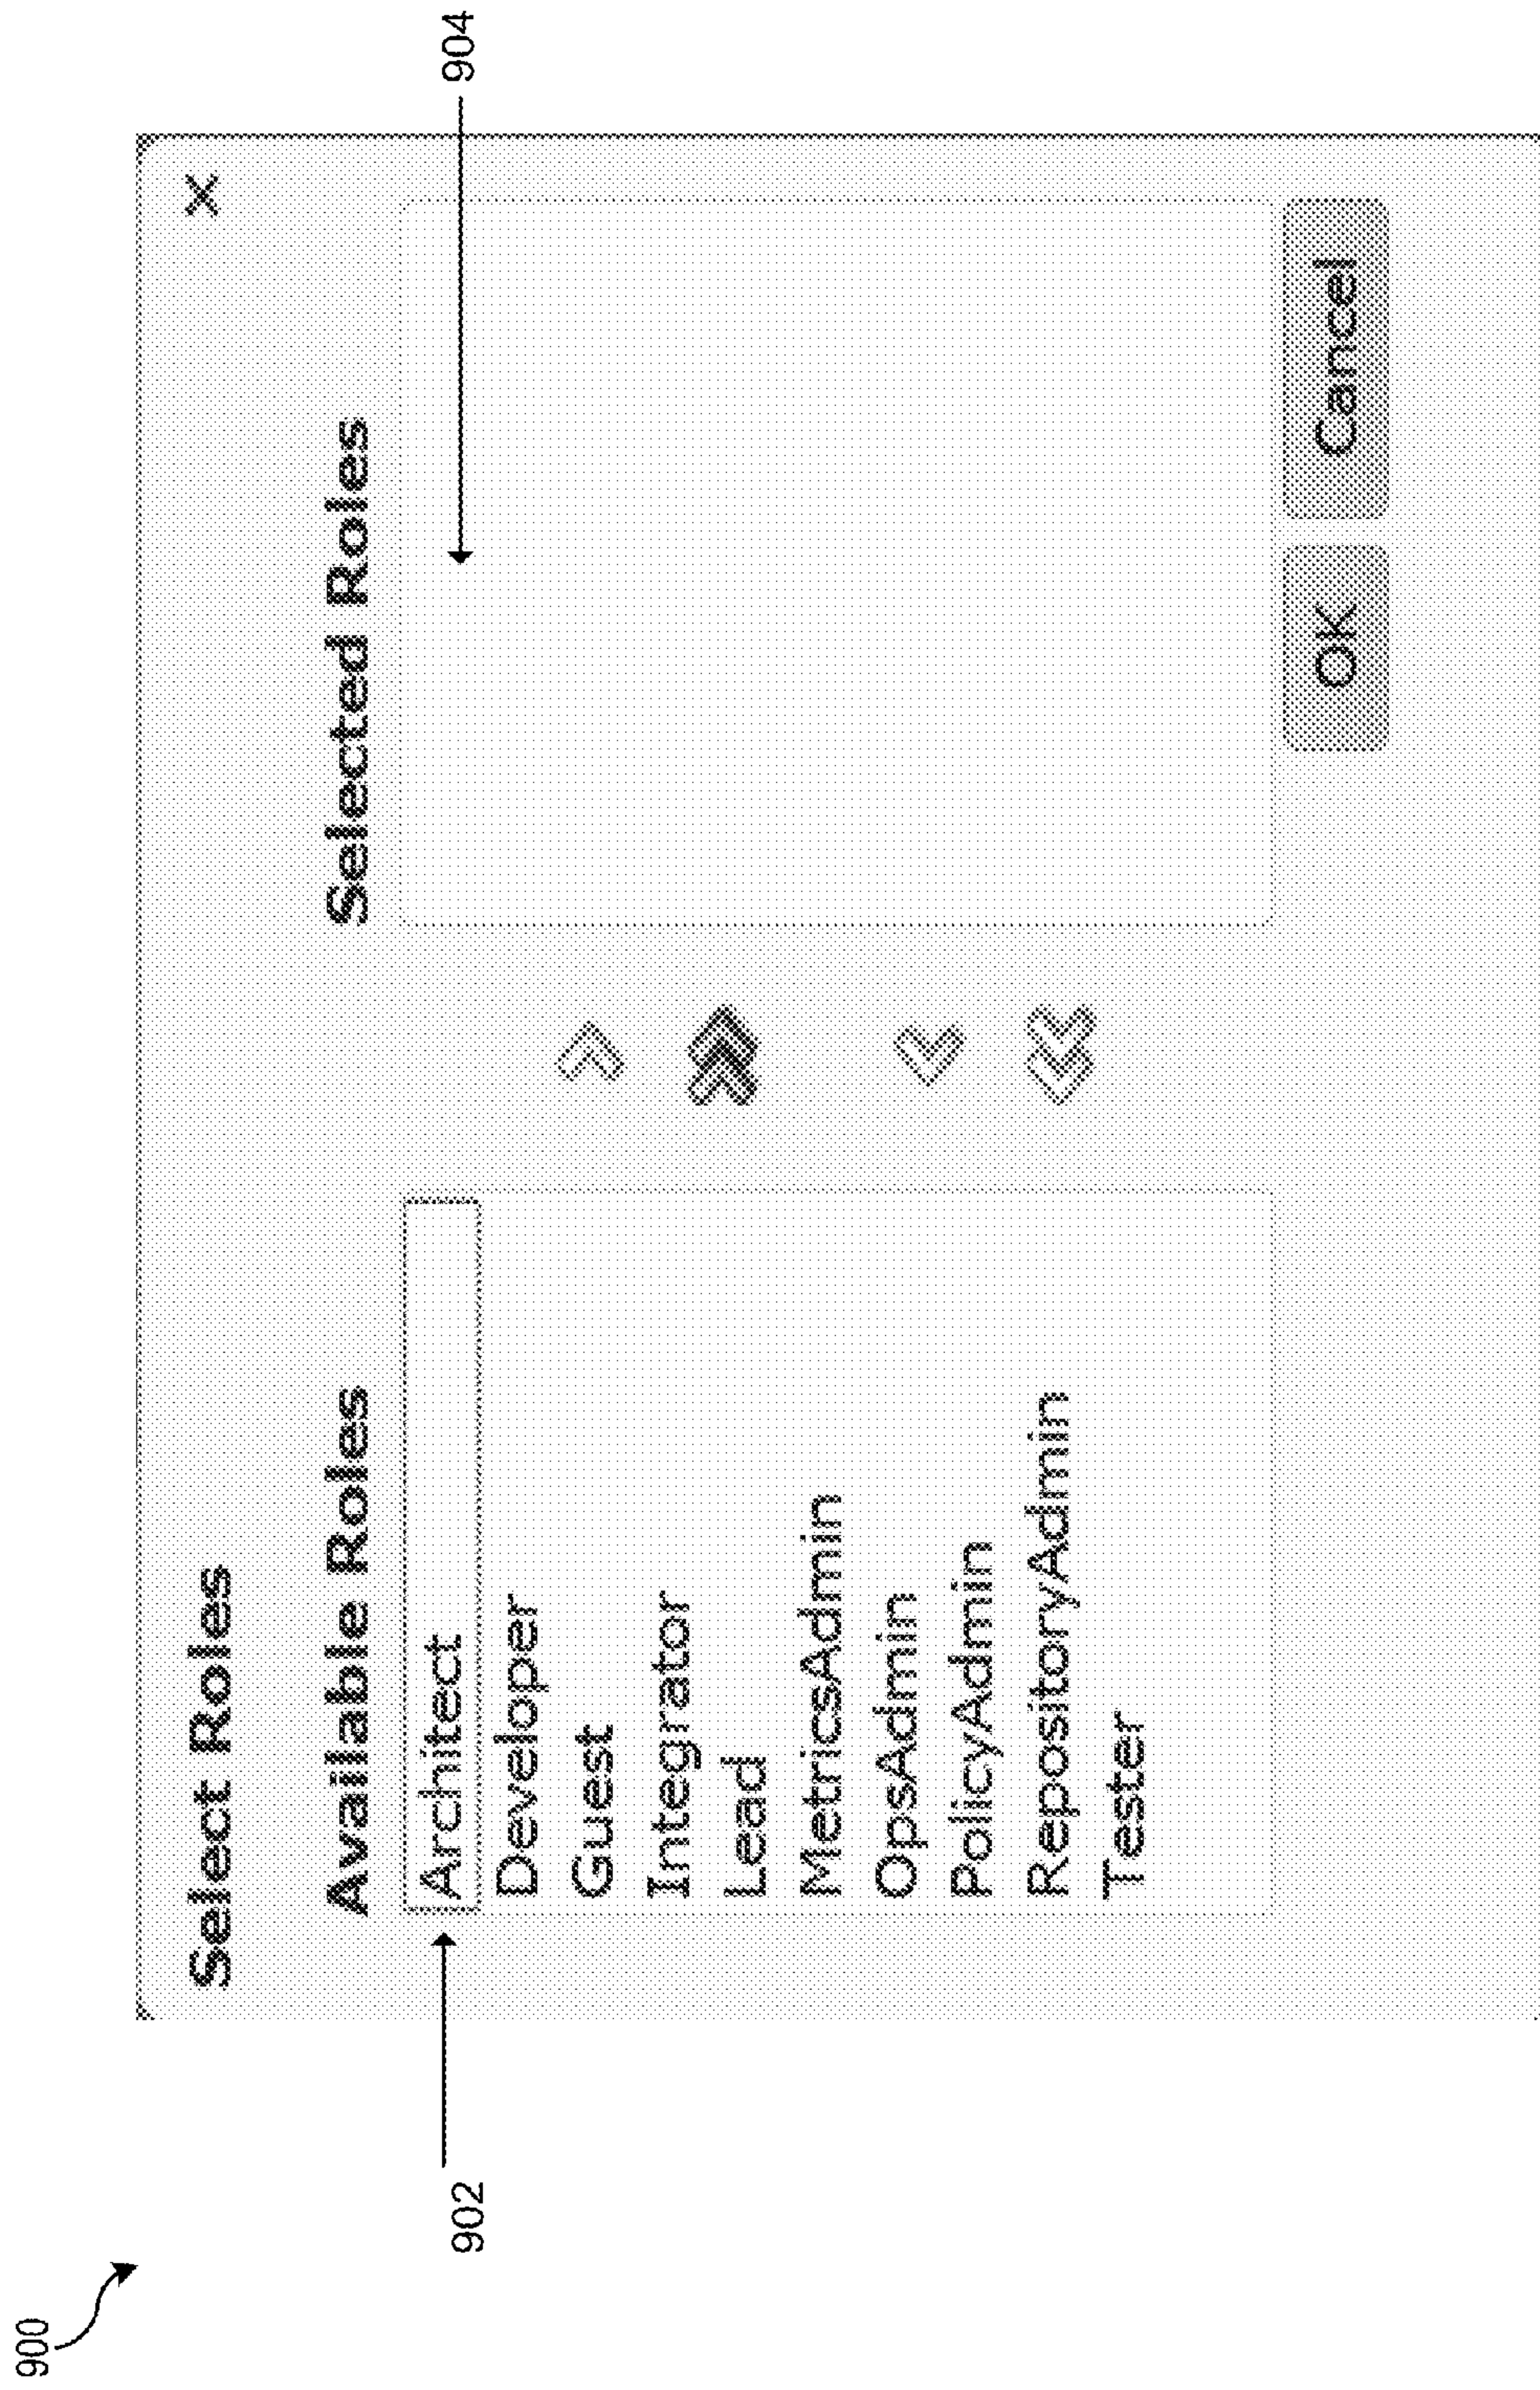 900
Select Roles
X
Available Roles
Selected Roles
902
Architect
904
Developer
Guest
Integrator
Lead
MetricsAdmin
OpsAdmin
PolicyAdmin
RepositoryAdmin
Tester
OK
Cancel